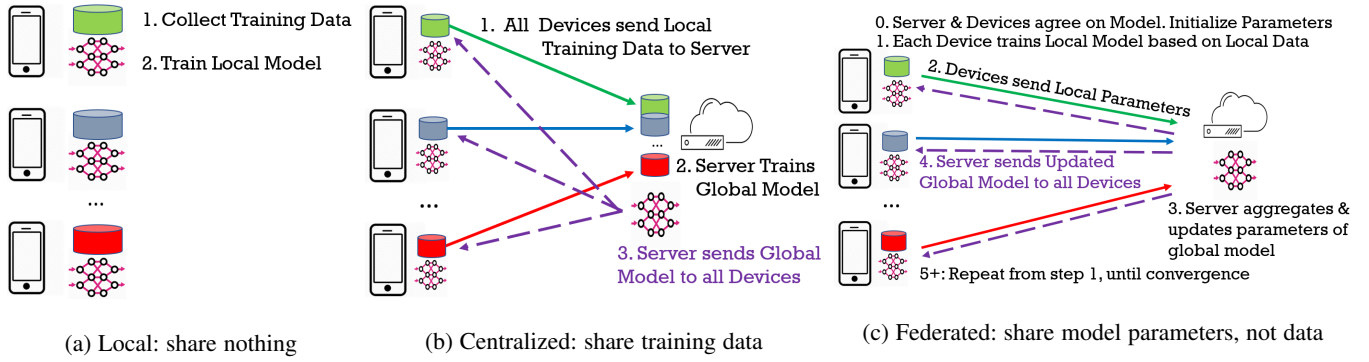 1. Collect Training Data
2. Train Local Model
...
(a) Local: share nothing
1. All Devices send Local
Training Data to Server
...
2. Server Trains
Global Model
...
3. Server sends Global
Model to all Devices
(b) Centralized: share training data
0. Server & Devices agree on Model. Initialize Parameters
1. Each Device trains Local Model based on Local Data
2. Devices send Local Parameters
4. Server sends Updated
Global Model to all Devices
...
3. Server aggregates &
updates parameters of
global model
5+: Repeat from step 1, until convergence
(c) Federated: share model parameters, not data